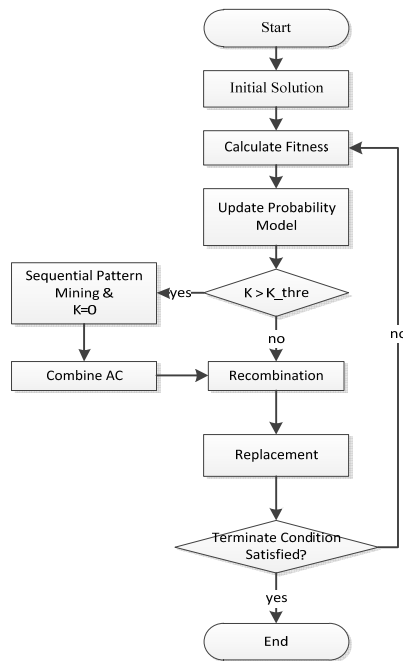 Start
Initial Solution
Calculate Fitness
Update Probability
Model
K > K_thre
yes
Sequential Pattern
Mining &
K=0
no
Combine AC
Recombination
Replacement
Terminate Condition
Satisfied?
no
yes
End